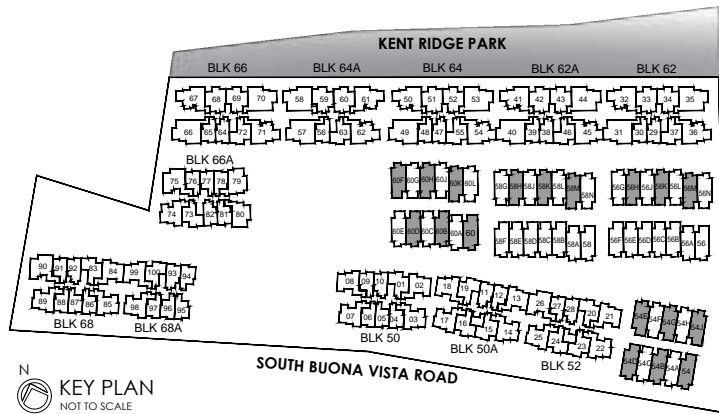 KENT RIDGE PARK
BLK 66 BLK 64A BLK 64 BLK 62A BLK 62
67 68 69 70 58 59 60 61 50 51 52 53 41 42 43 44 32 33 34 35
66 65 64 72 71 57 56 63 62 49 48 47 55 54 40 39 38 46 45 31 30 29 37 36
BLK 66A
75 76 77 78 79 60F 60G 60H 60J 60K 60L 58G 58H 58J 58K 58L 58M 58N 56G 56H 56J 56K 56L 56M 56N
74 73 82 81 80 60E 60D 60C 60B 60A 60 58F 58E 58D 58C 58B 58A 58 56F 56E 56D 56C 56B 56A 56
90 91 92 83 84 99 100 93 94 08 09 10 01 02 18 19 11 12 13 26 27 28 20 21 54E 54F 54G 54H 54J
89 88 87 86 85 98 97 96 95 07 06 05 04 03 17 16 15 14 25 24 23 22 54D 54C 54B 54A 54
BLK 68 BLK 68A BLK 50 BLK 50A BLK 52
SOUTH BUONA VISTA ROAD
N
KEY PLAN
NOT TO SCALE